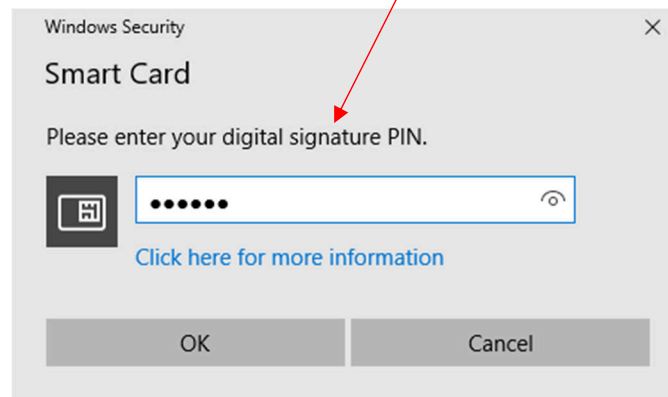 Windows Security
Smart Card
Please enter your digital signature PIN.
Click here for more information
OK
Cancel